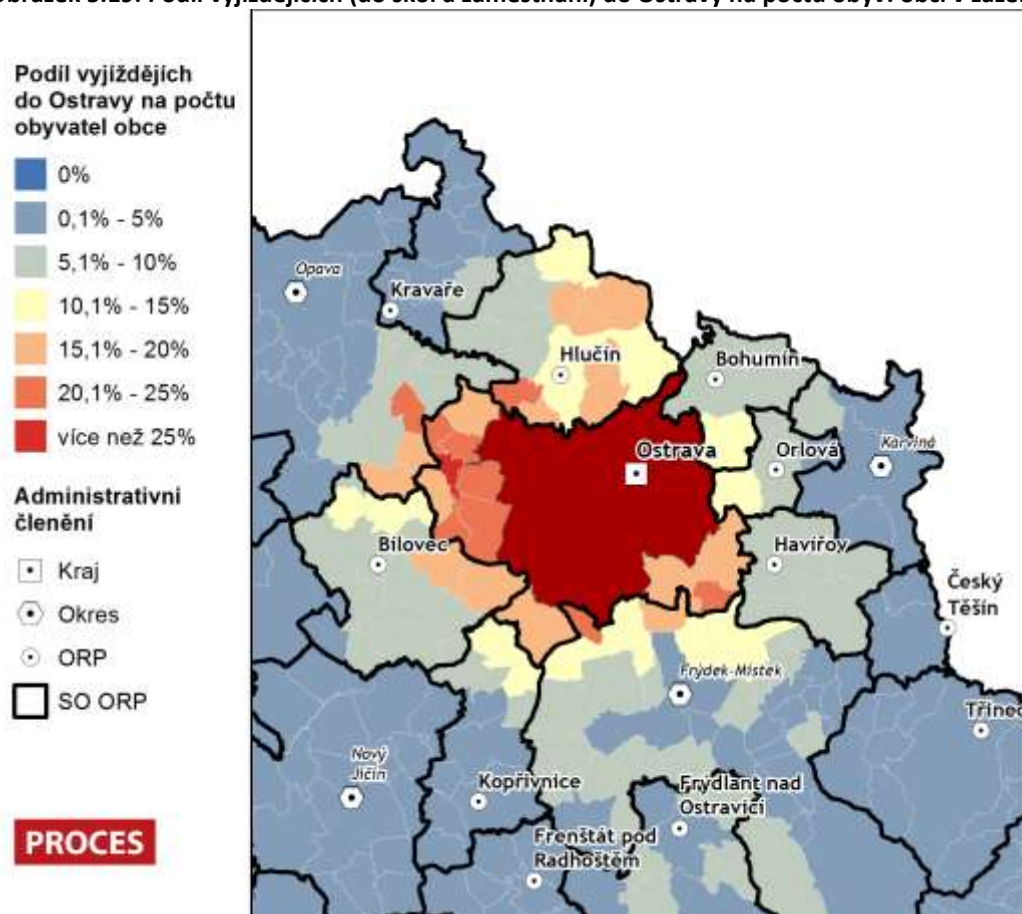 Podíl vyjíždějích
do Ostravy na počtu
obyvatel obce
0%
0,1% - 5%
5,1% - 10%
10,1% - 15%
15,1% - 20%
20,1% - 25%
více než 25%
Administrativní
členění
Kraj
Okres
ORP
SO ORP
PROCES
Opava
Kravaře
Hlučín
Bohumín
Ostrava
Orlová
Karviná
Bílovec
Havířov
Český
Těšín
Frýdek-Místek
Třinec
Nový
Jičín
Kopřivnice
Frýdlant nad
Ostravicí
Frenštát pod
Radhoštěm